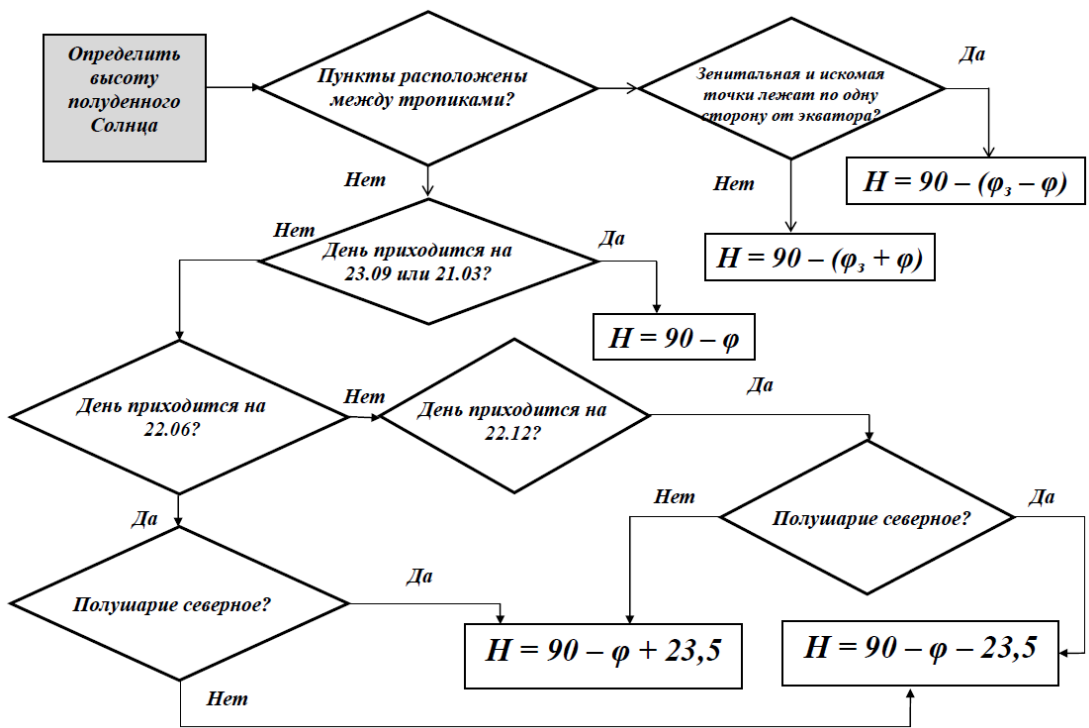 Определить
высоту
полуденного
Солнца
Пункты расположены
между тропиками?
Зенитальная и искомая
точки лежат по одну
сторону от экватора?
Да
H = 90 – (φз – φ)
Нет
H = 90 – (φз + φ)
Нет
День приходится на
23.09 или 21.03?
Да
H = 90 – φ
Нет
День приходится на
22.06?
Нет
День приходится на
22.12?
Да
Полушарие северное?
Нет
Да
Да
Полушарие северное?
Да
H = 90 – φ + 23,5
H = 90 – φ – 23,5
Нет